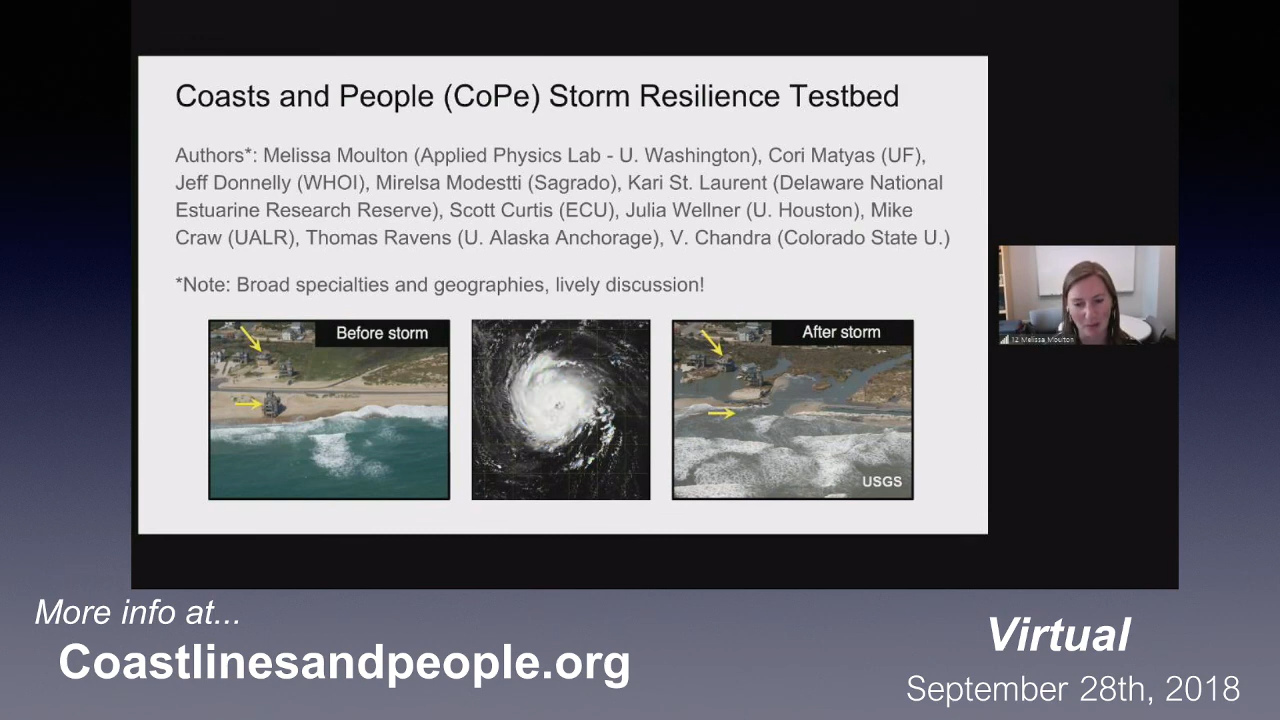 Coasts and People (CoPe) Storm Resilience Testbed
Authors*: Melissa Moulton (Applied Physics Lab - U. Washington), Cori Matyas (UF),
Jeff Donnelly (WHOI), Mirelsa Modestti (Sagrado), Kari St. Laurent (Delaware National
Estuarine Research Reserve), Scott Curtis (ECU), Julia Wellner (U. Houston), Mike
Craw (UALR), Thomas Ravens (U. Alaska Anchorage), V. Chandra (Colorado State U.)
*Note: Broad specialties and geographies, lively discussion!
Before storm
After storm
USGS
12_Melissa_Moulton
More info at...
Coastlinesandpeople.org
Virtual
September 28th, 2018